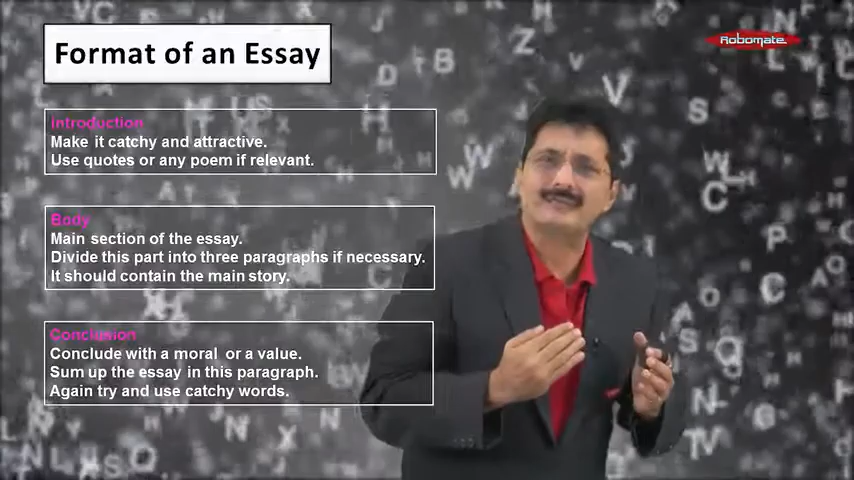 Format of an Essay
Robomate
Introduction
Make it catchy and attractive.
Use quotes or any poem if relevant.
Body
Main section of the essay.
Divide this part into three paragraphs if necessary.
It should contain the main story.
Conclusion
Conclude with a moral or a value.
Sum up the essay in this paragraph.
Again try and use catchy words.